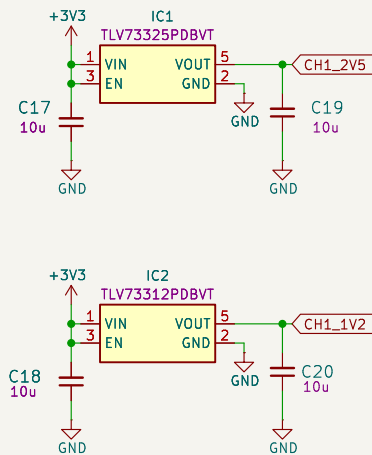 IC1
+3V3
TLV73325PDBVT
1 VIN VOUT 5 CH1_2V5
3 EN GND 2
C17
10u
GND
C19
10u
GND
GND
IC2
+3V3
TLV73312PDBVT
1 VIN VOUT 5 CH1_1V2
3 EN GND 2
C18
10u
GND
C20
10u
GND
GND